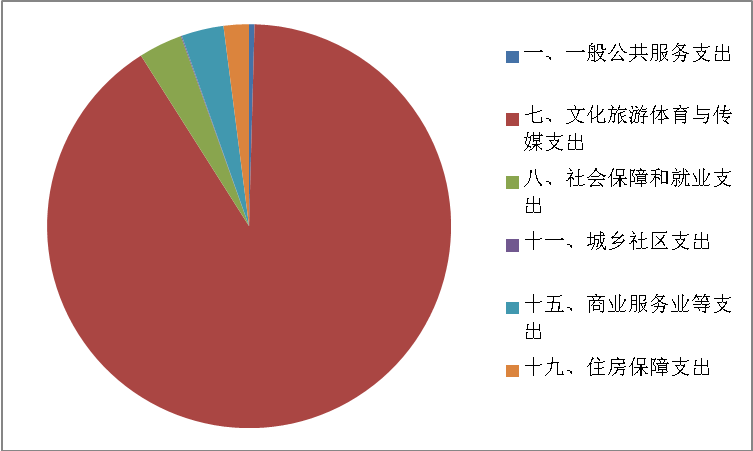 一、一般公共服务支出
七、文化旅游体育与传
媒支出
八、社会保障和就业支
出
十一、城乡社区支出
十五、商业服务业等支
出
十九、住房保障支出